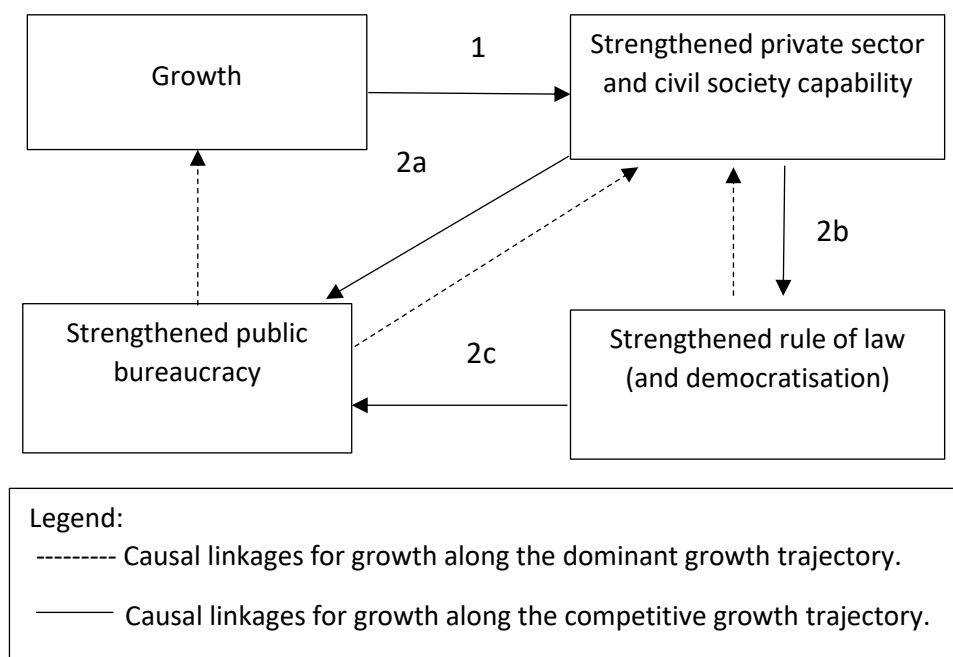 Growth
1
Strengthened private sector
and civil society capability
2a
2b
Strengthened public
bureaucracy
2c
Strengthened rule of law
(and democratisation)
Legend:
Causal linkages for growth along the dominant growth trajectory.
Causal linkages for growth along the competitive growth trajectory.